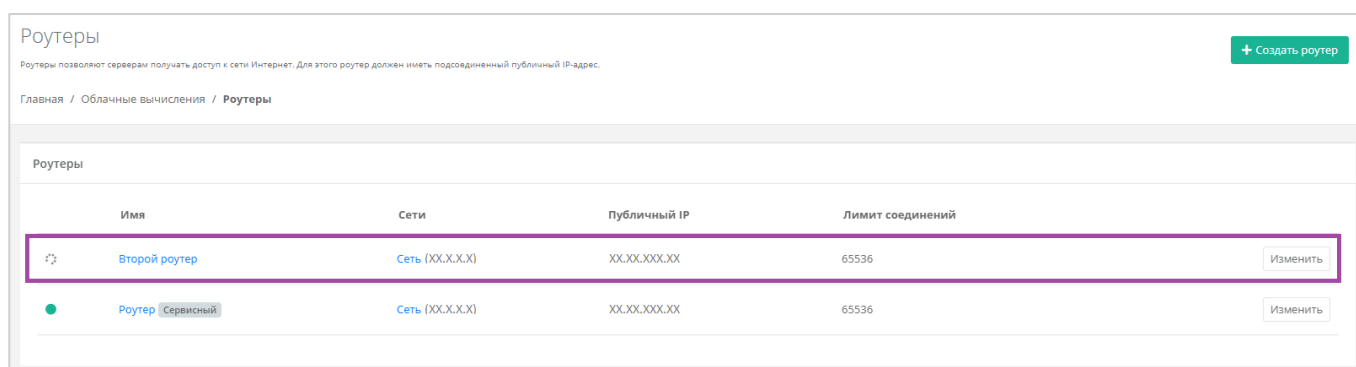 Роутеры
+ Создать роутер
Роутеры позволяют серверам получать доступ к сети Интернет. Для этого роутер должен иметь подсоединенный публичный IP-адрес.
Главная / Облачные вычисления / Роутеры
Роутеры
Имя Сети Публичный IP Лимит соединений
Второй роутер Сеть (XX.X.X.X) XX.XX.XXX.XX 65536 Изменить
Роутер Сервисный Сеть (XX.X.X.X) XX.XX.XXX.XX 65536 Изменить